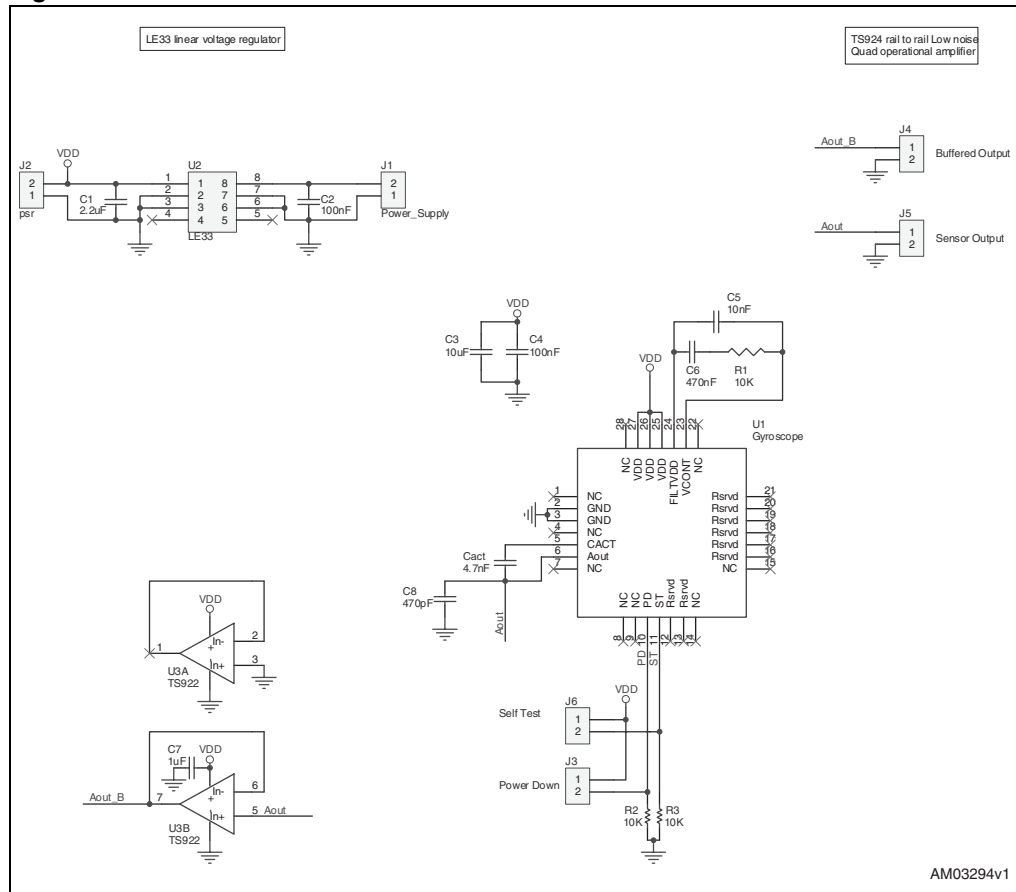 LE33 linear voltage regulator
TS924 rail to rail Low noise
Quad operational amplifier
J2
VDD
U2
J1
2
1
psr
C1
2.2uF
1
2
3
4
1
2
3
4
8
7
6
5
8
7
6
5
LE33
C2
100nF
2
1
Power_Supply
J4
Aout_B
1
2
Buffered Output
J5
Aout
1
2
Sensor Output
VDD
C3
10uF
C4
100nF
C5
10nF
C6
470nF
R1
10K
VDD
U1
Gyroscope
28
27
26
25
24
23
22
NC
VDD
VDD
VDD
FILTVDD
VCONT
NC
1
NC
2
GND
3
GND
4
NC
5
CACT
6
Aout
7
NC
Rsrvd
21
Rsrvd
20
Rsrvd
19
Rsrvd
18
Rsrvd
17
Rsrvd
16
NC
15
NC
NC
PD
ST
Rsrvd
Rsrvd
NC
8
9
10
11
12
13
14
PD
ST
Cact
4.7nF
C8
470pF
Aout
VDD
1
In-
+
In+
2
3
U3A
TS922
C7
1uF
VDD
Aout_B
7
In-
+
In+
6
5
Aout
U3B
TS922
VDD
Self Test
J6
1
2
Power Down
J3
1
2
R2
10K
R3
10K
AM03294v1